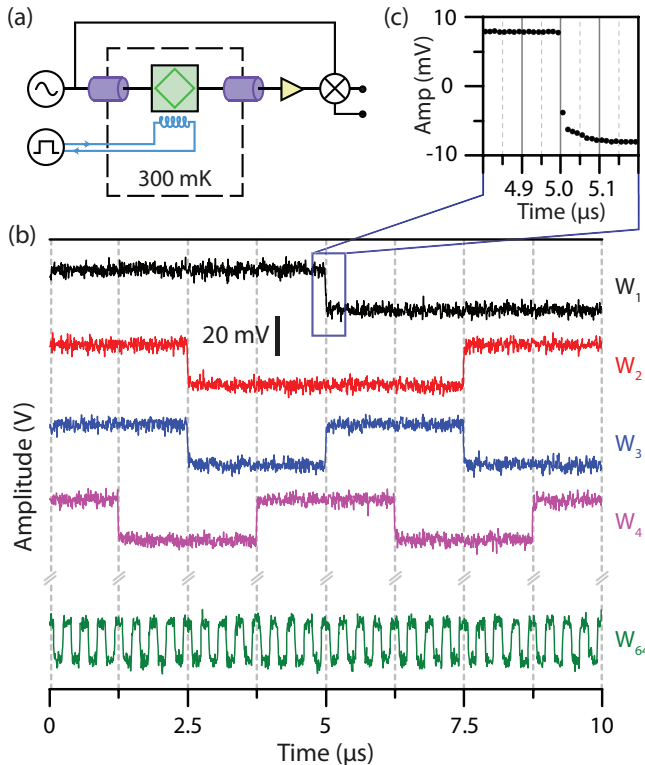 (a)
300 mK
(c)
Amp (mV)
10
0
-10
4.9 5.0 5.1
Time (μs)
(b)
20 mV
Amplitude (V)
W1
W2
W3
W4
W64
0 2.5 5 7.5 10
Time (μs)